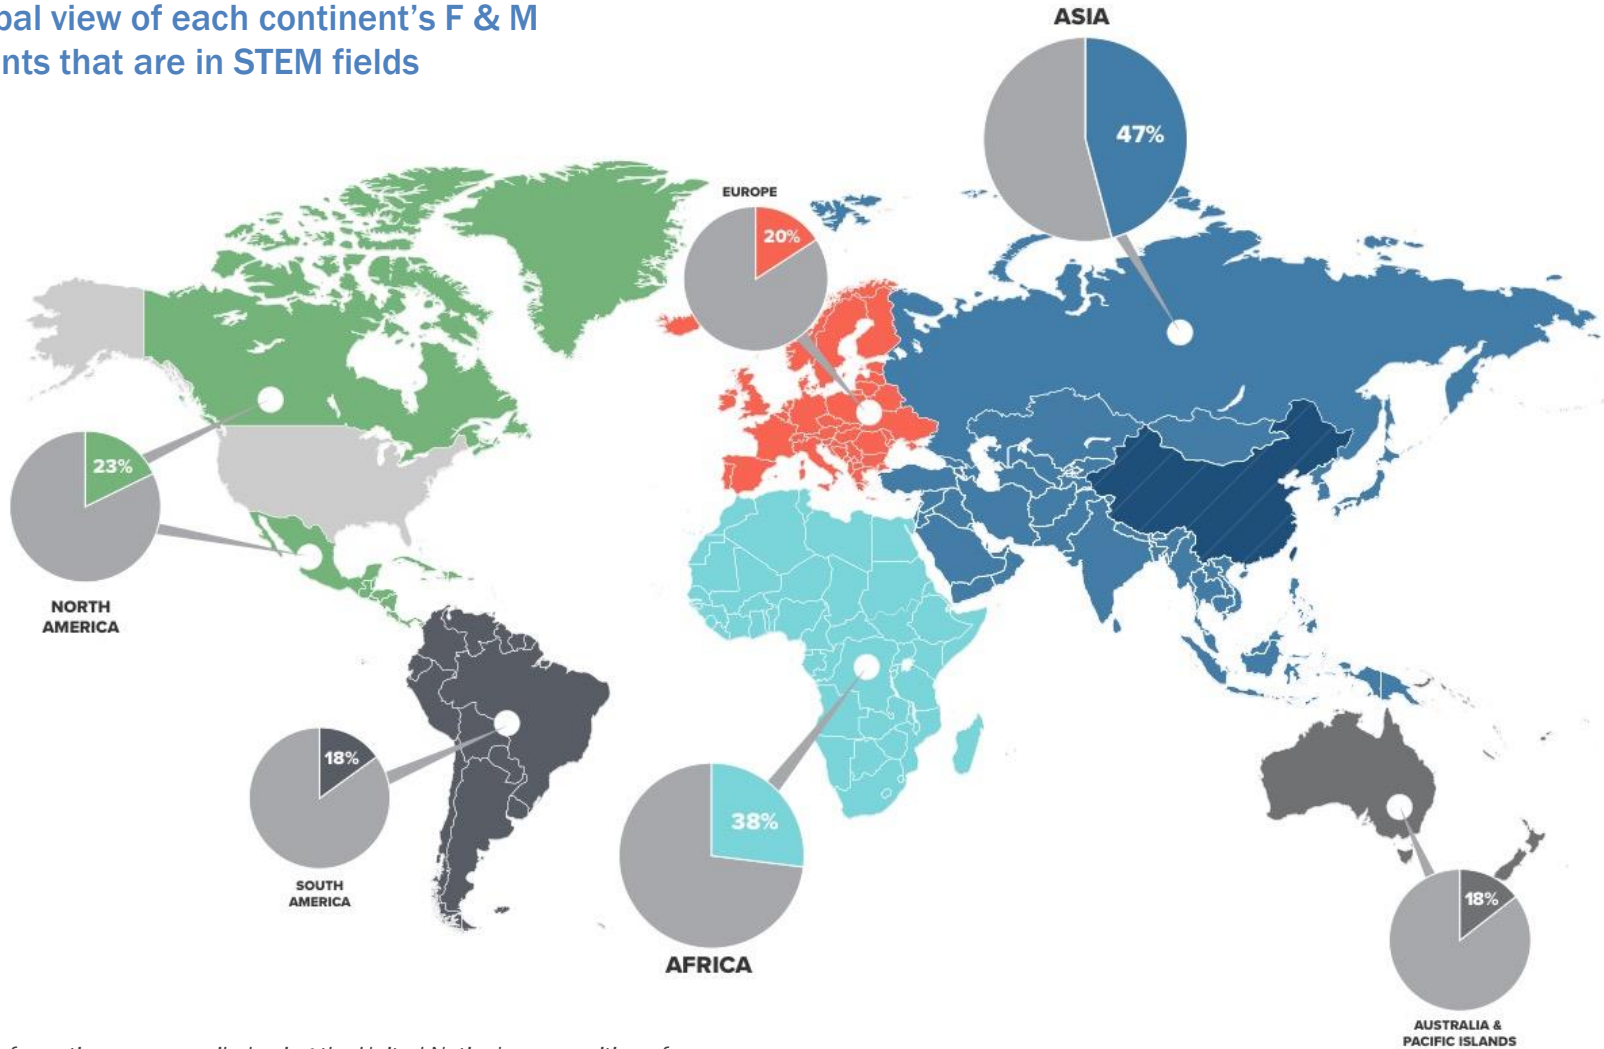 bal view of each continent's F & M
nts that are in STEM fields
ASIA
47%
EUROPE
20%
23%
NORTH
AMERICA
18%
SOUTH
AMERICA
38%
AFRICA
18%
AUSTRALIA &
PACIFIC ISLANDS